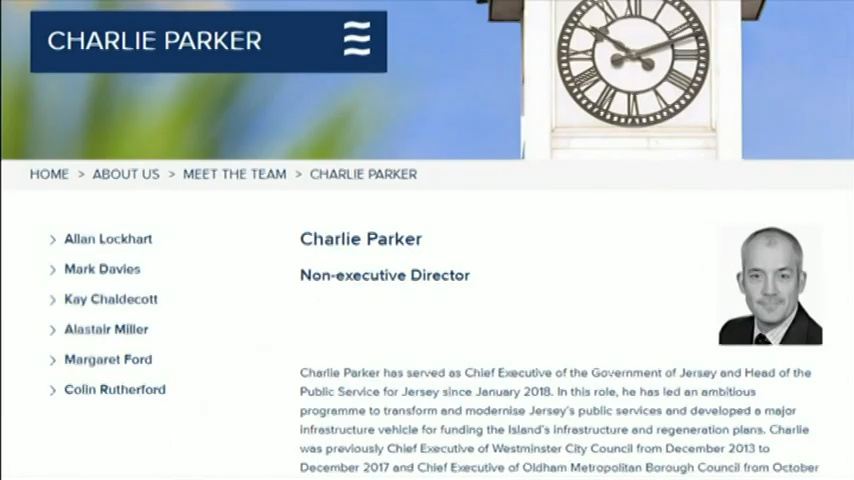 CHARLIE PARKER
HOME > ABOUT US > MEET THE TEAM > CHARLIE PARKER
Allan Lockhart
Mark Davies
Kay Chaldecott
Alastair Miller
Margaret Ford
Colin Rutherford
Charlie Parker
Non-executive Director
Charlie Parker has served as Chief Executive of the Government of Jersey and Head of the
Public Service for Jersey since January 2018. In this role, he has led an ambitious
programme to transform and modernise Jersey's public services and developed a major
infrastructure vehicle for funding the Island's infrastructure and regeneration plans. Charlie
was previously Chief Executive of Westminster City Council from December 2013 to
December 2017 and Chief Executive of Oldham Metropolitan Borough Council from October